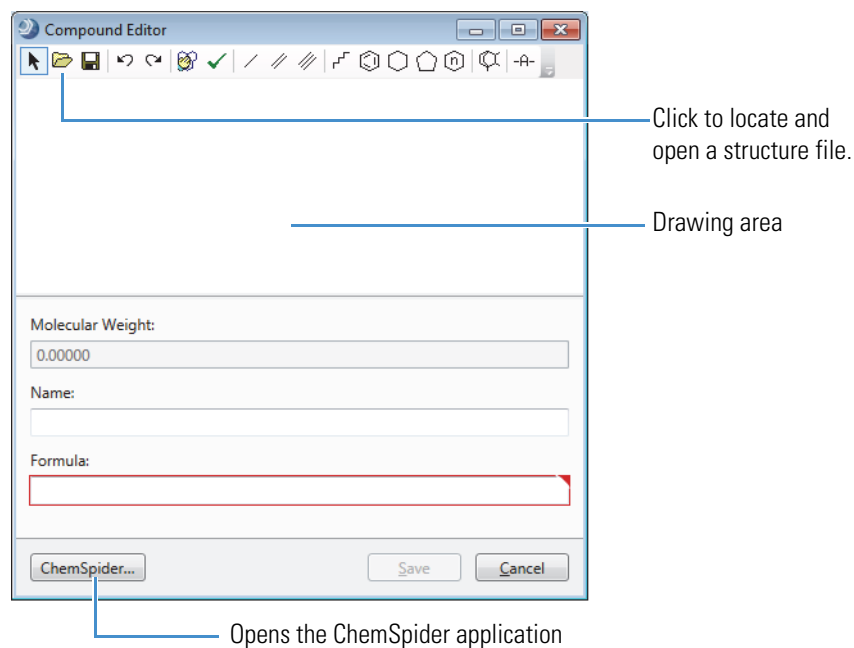 Compound Editor
n
-A-
Click to locate and
open a structure file.
Drawing area
Molecular Weight:
0.00000
Name:
Formula:
ChemSpider...
Save
Cancel
Opens the ChemSpider application